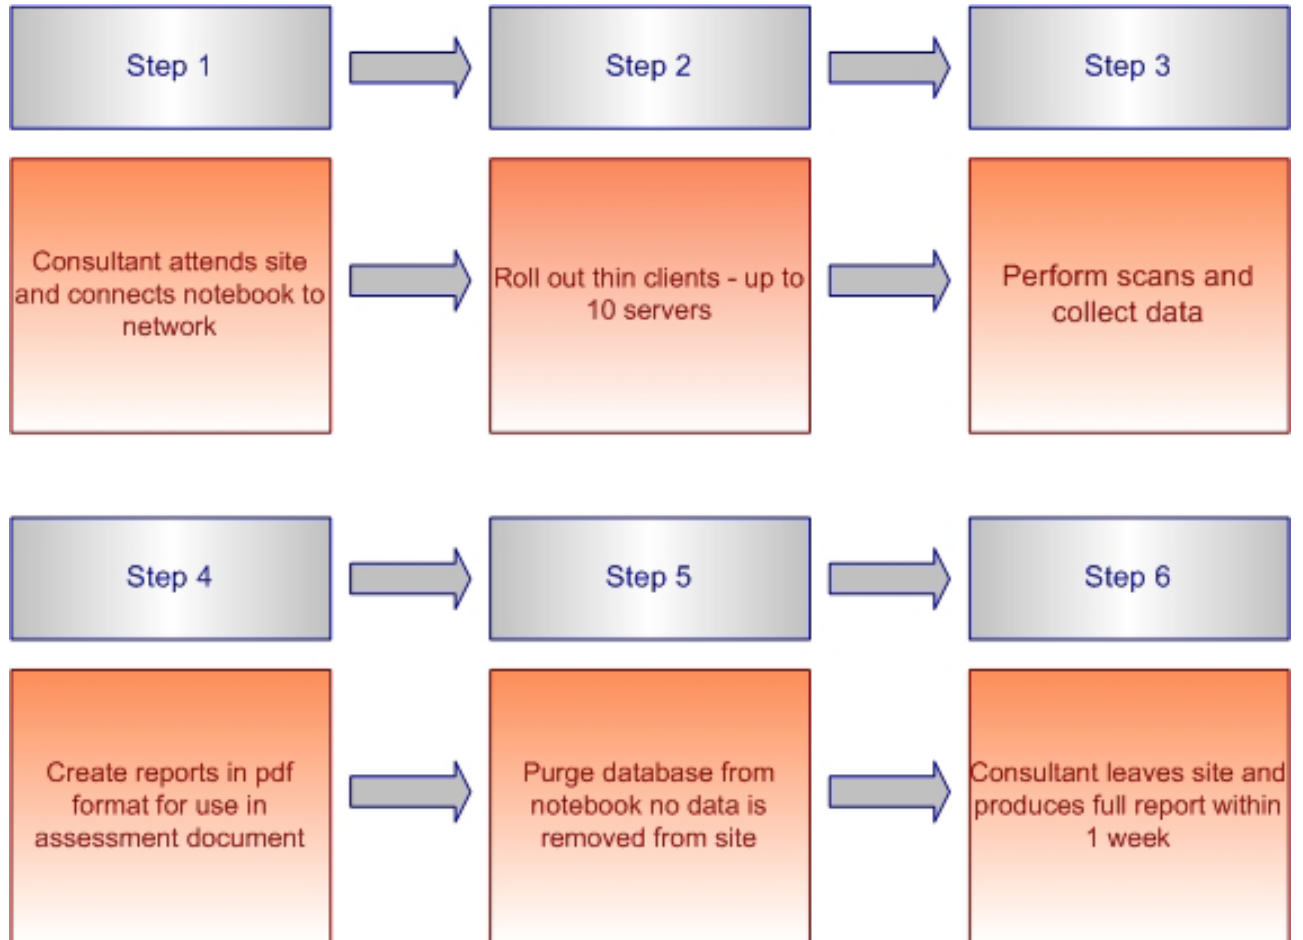 Step 1
Step 2
Step 3
Consultant attends site
and connects notebook to
network
Roll out thin clients - up to
10 servers
Perform scans and
collect data
Step 4
Step 5
Step 6
Create reports in pdf
format for use in
assessment document
Purge database from
notebook no data is
removed from site
Consultant leaves site and
produces full report within
1 week